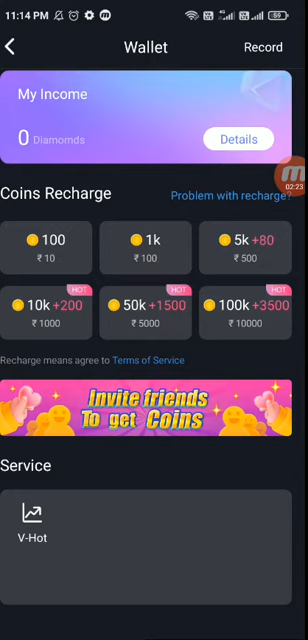 11:14 PM
4G
59
Wallet
Record
My Income
0 Diamomds
Details
02:23
Coins Recharge
Problem with recharge?
100
₹ 10
1k
₹ 100
5k +80
₹ 500
HOT
10k +200
₹ 1000
HOT
50k +1500
₹ 5000
HOT
100k +3500
₹ 10000
Recharge means agree to Terms of Service
Invite friends
To get Coins
Service
V-Hot